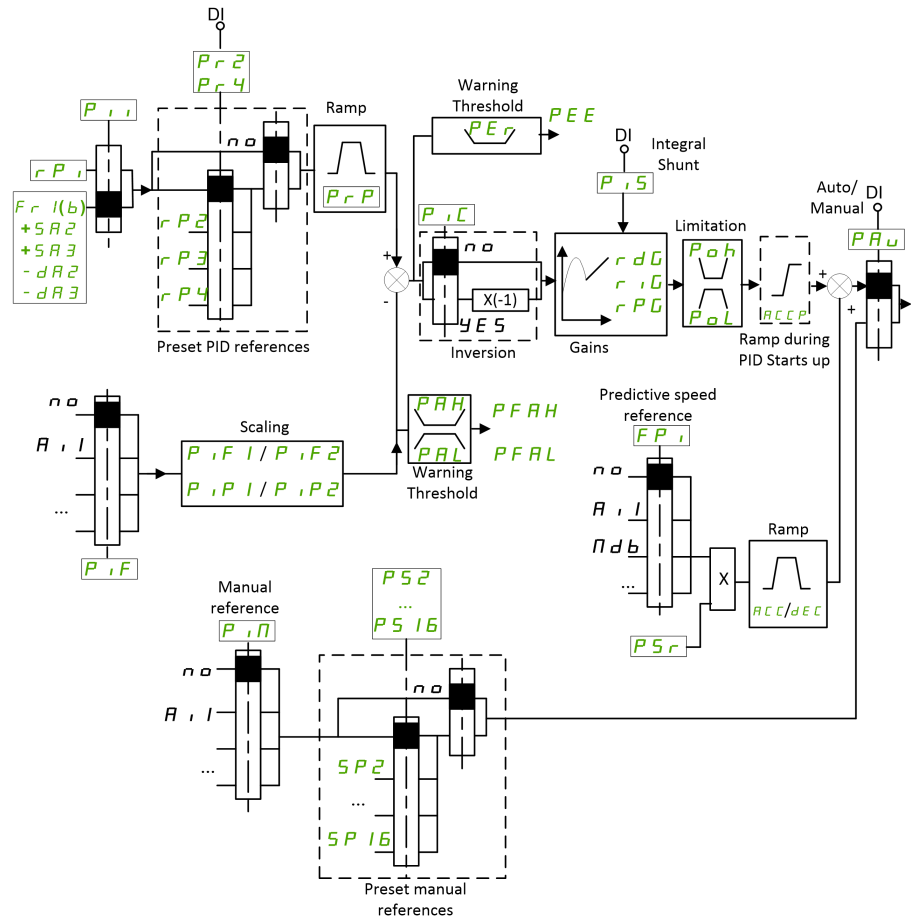 DI
Pr2
Pr4
Pii
rPi
Fr1(b)
+SA2
+SA3
-dA2
-dA3
no
rP2
rP3
rP4
Preset PID references
Ramp
PrP
+
-
Warning
Threshold
PEr
PEE
DI
Integral
Shunt
PiS
PiC
no
X(-1)
YES
Inversion
rdG
riG
rPG
Gains
Limitation
Poh
PoL
ACCP
Ramp during
PID Starts up
Auto/
Manual
DI
PAu
+
+
no
Ai1
...
PiF
Scaling
PiF1/PiF2
PiP1/PiP2
PAH
PAL
Warning
Threshold
PFAH
PFAL
Predictive speed
reference
FPi
no
Ai1
Mdb
...
PSr
X
Ramp
ACC/dEC
Manual
reference
PiM
no
Ai1
...
PS2
...
PS16
no
SP2
...
SP16
Preset manual
references